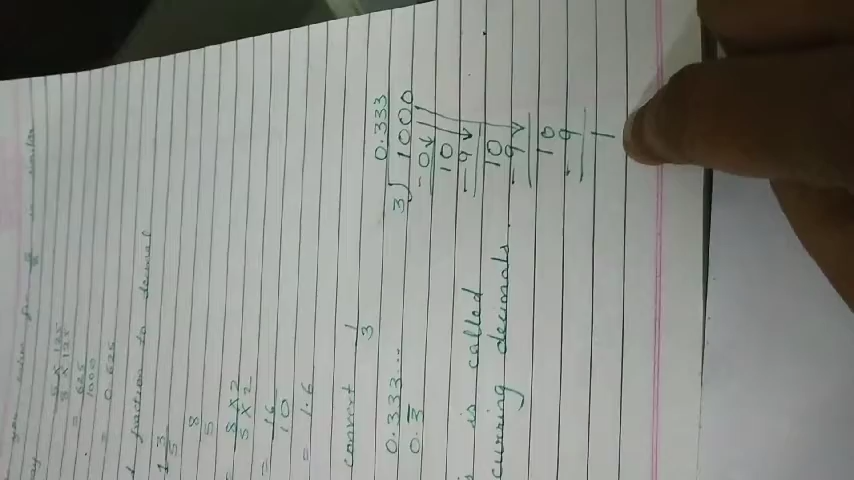 5 × 125
8 × 125
= 625
1000
= 0.625
fraction to decimal
1 3
5
8
5
= 8 × 2
5 × 2
= 16
10
= 1.6
convert 1
3
0.333...
0.3̅
is called
curring decimals.
0.333
3 1000
- 0
10
- 9
10
- 9
10
- 9
1